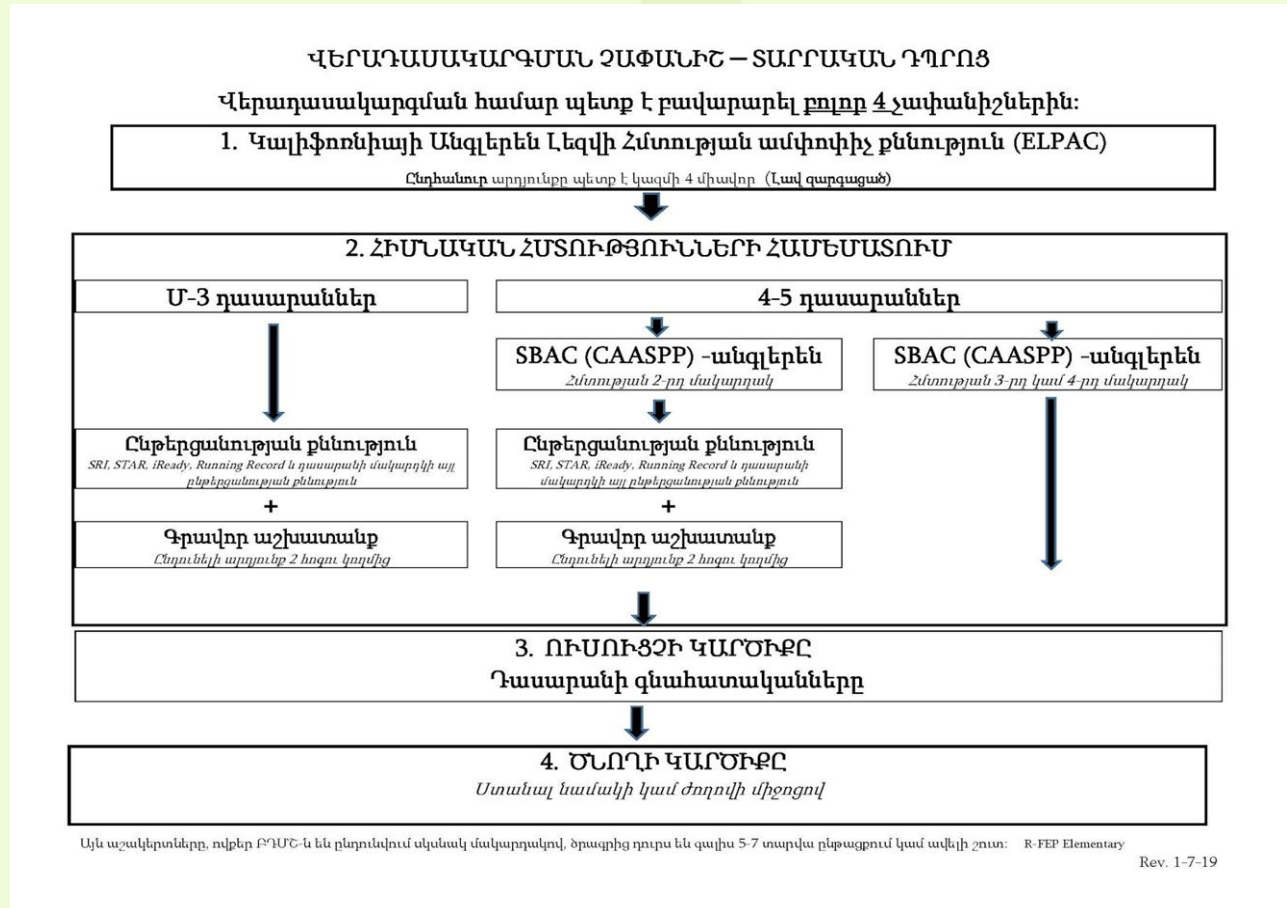 ՎԵՐԱԴԱՍԱԿԱՐԳՄԱՆ ՉԱՓԱՆԻՇ – ՏԱՐՐԱԿԱՆ ԴՊՐՈՑ
Վերադասակարգման համար պետք է բավարարել բոլոր 4 չափանիշներին:
1. Կալիֆոռնիայի Անգլերեն Լեզվի Հմտության ամփոփիչ քննություն (ELPAC)
Ընդհանուր արդյունքը պետք է կազմի 4 միավոր (Լավ զարգացած)
2. ՀԻՄՆԱԿԱՆ ՀՄՏՈՒԹՅՈՒՆՆԵՐԻ ՀԱՄԵՄԱՏՈՒՄ
Մ-3 դասարաններ
4-5 դասարաններ
SBAC (CAASPP) -անգլերեն
Հմտության 2-րդ մակարդակ
SBAC (CAASPP) -անգլերեն
Հմտության 3-րդ կամ 4-րդ մակարդակ
Ընթերցանության քննություն
SRI, STAR, iReady, Running Record և դասարանի մակարդկի այլ
ընթերցանության քննություն
Ընթերցանության քննություն
SRI, STAR, iReady, Running Record և դասարանի
մակարդկի այլ ընթերցանության քննություն
+
+
Գրավոր աշխատանք
Ընդունելի արդյունք 2 հոգու կողմից
Գրավոր աշխատանք
Ընդունելի արդյունք 2 հոգու կողմից
3. ՈՒՍՈՒՑՉԻ ԿԱՐԾԻՔԸ
Դասարանի գնահատականները
4. ԾՆՈՂԻ ԿԱՐԾԻՔԸ
Ստանալ նամակի կամ ժողովի միջոցով
Այն աշակերտները, ովքեր ԲԴՄԾ-ն են ընդունվում սկսնակ մակարդակով, ծրագրից դուրս են գալիս 5-7 տարվա ընթացքում կամ ավելի շուտ: R-FEP Elementary
Rev. 1-7-19